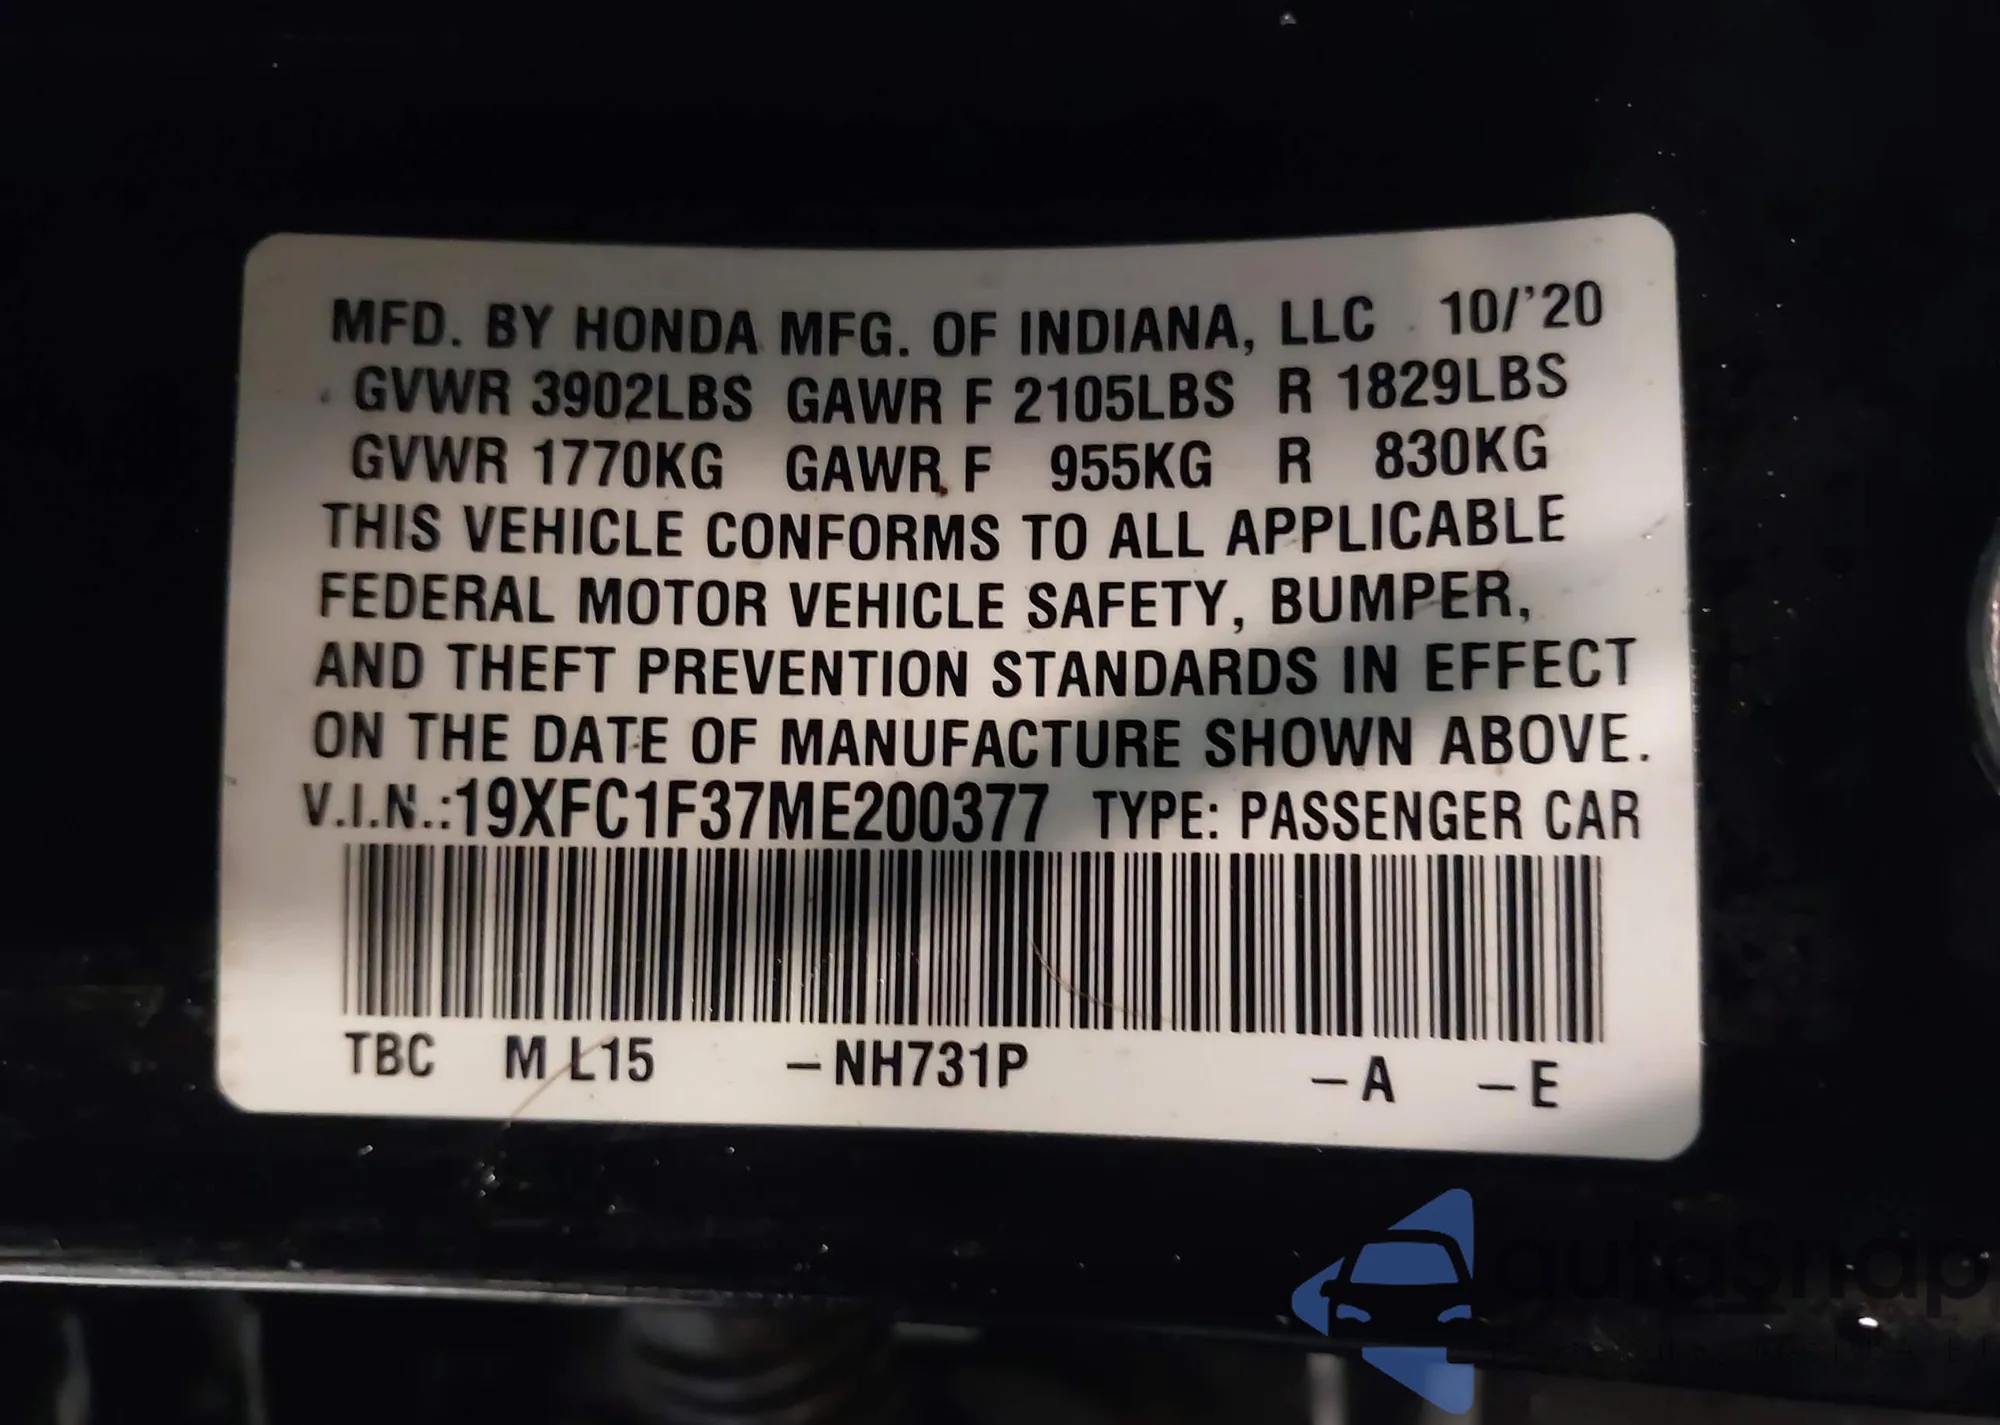 MFD. BY HONDA MFG. OF INDIANA, LLC 10/'20
GVWR 3902LBS GAWR F 2105LBS R 1829LBS
GVWR 1770KG GAWR F 955KG R 830KG
THIS VEHICLE CONFORMS TO ALL APPLICABLE
FEDERAL MOTOR VEHICLE SAFETY, BUMPER,
AND THEFT PREVENTION STANDARDS IN EFFECT
ON THE DATE OF MANUFACTURE SHOWN ABOVE.
V.I.N.:19XFC1F37ME200377 TYPE: PASSENGER CAR
TBC M L15 –NH731P –A –E
autosnap